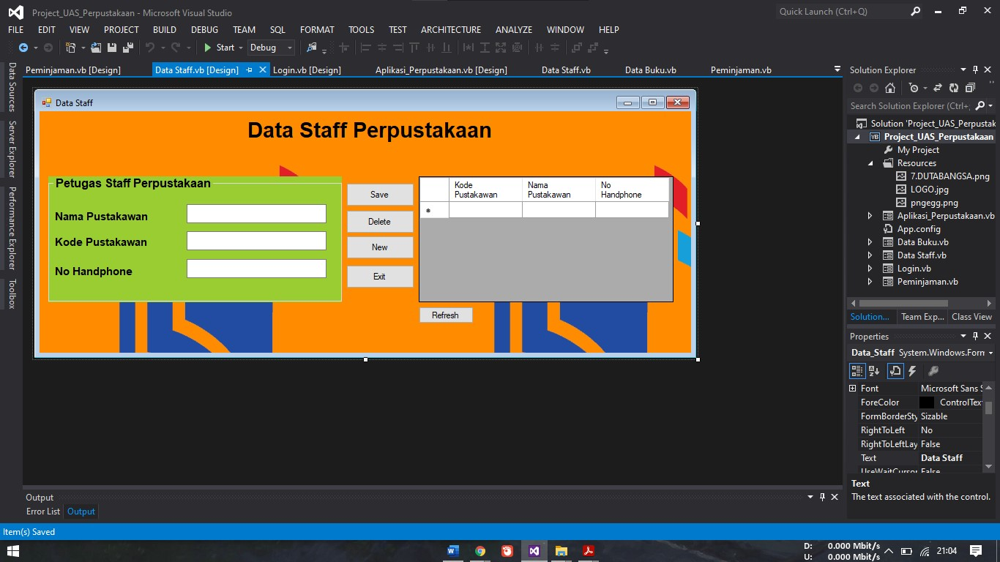 Project_UAS_Perpustakaan - Microsoft Visual Studio
Quick Launch (Ctrl+Q)
FILE EDIT VIEW PROJECT BUILD DEBUG TEAM SQL FORMAT TOOLS TEST ARCHITECTURE ANALYZE WINDOW HELP
Start Debug
Peminjaman.vb [Design] Data Staff.vb [Design] Login.vb [Design] Aplikasi_Perpustakaan.vb [Design] Data Staff.vb Data Buku.vb Peminjaman.vb
Data Sources
Server Explorer
Performance Explorer
Toolbox
Data Staff
Data Staff Perpustakaan
Petugas Staff Perpustakaan
Nama Pustakawan
Kode Pustakawan
No Handphone
Save
Delete
New
Exit
Kode Pustakawan
Nama Pustakawan
No Handphone
Refresh
Solution Explorer
Search Solution Explorer (Ctrl+;
Solution 'Project_UAS_Perpustak
Project_UAS_Perpustakaan
My Project
Resources
7.DUTABANGSA.png
LOGO.jpg
pngegg.png
Aplikasi_Perpustakaan.vb
App.config
Data Buku.vb
Data Staff.vb
Login.vb
Peminjaman.vb
Solution... Team Exp... Class View
Properties
Data_Staff System.Windows.Form
Font Microsoft Sans S
ForeColor ControlText
FormBorderSty Sizable
RightToLeft No
RightToLeftLay False
Text Data Staff
UseWaitCursor False
Text
The text associated with the control.
Output
Error List Output
Item(s) Saved
D: 0.000 Mbit/s
U: 0.000 Mbit/s
21:04